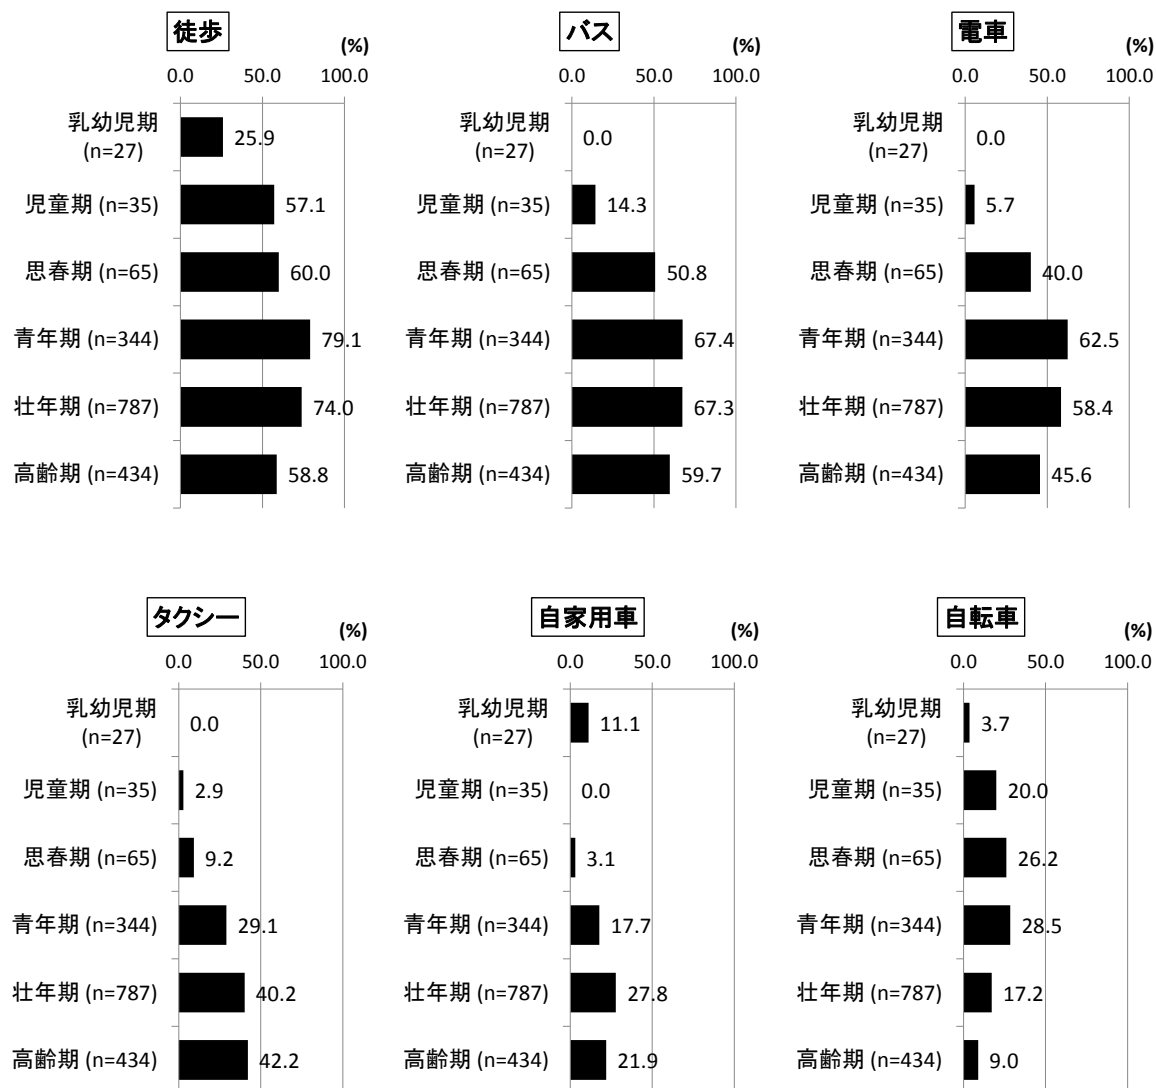 徒歩
(%)
0.0 50.0 100.0
乳幼児期
(n=27)
25.9
児童期 (n=35)
57.1
思春期 (n=65)
60.0
青年期 (n=344)
79.1
壮年期 (n=787)
74.0
高齢期 (n=434)
58.8
バス
(%)
0.0 50.0 100.0
乳幼児期
(n=27)
0.0
児童期 (n=35)
14.3
思春期 (n=65)
50.8
青年期 (n=344)
67.4
壮年期 (n=787)
67.3
高齢期 (n=434)
59.7
電車
(%)
0.0 50.0 100.0
乳幼児期
(n=27)
0.0
児童期 (n=35)
5.7
思春期 (n=65)
40.0
青年期 (n=344)
62.5
壮年期 (n=787)
58.4
高齢期 (n=434)
45.6
タクシー
(%)
0.0 50.0 100.0
乳幼児期
(n=27)
0.0
児童期 (n=35)
2.9
思春期 (n=65)
9.2
青年期 (n=344)
29.1
壮年期 (n=787)
40.2
高齢期 (n=434)
42.2
自家用車
(%)
0.0 50.0 100.0
乳幼児期
(n=27)
11.1
児童期 (n=35)
0.0
思春期 (n=65)
3.1
青年期 (n=344)
17.7
壮年期 (n=787)
27.8
高齢期 (n=434)
21.9
自転車
(%)
0.0 50.0 100.0
乳幼児期
(n=27)
3.7
児童期 (n=35)
20.0
思春期 (n=65)
26.2
青年期 (n=344)
28.5
壮年期 (n=787)
17.2
高齢期 (n=434)
9.0